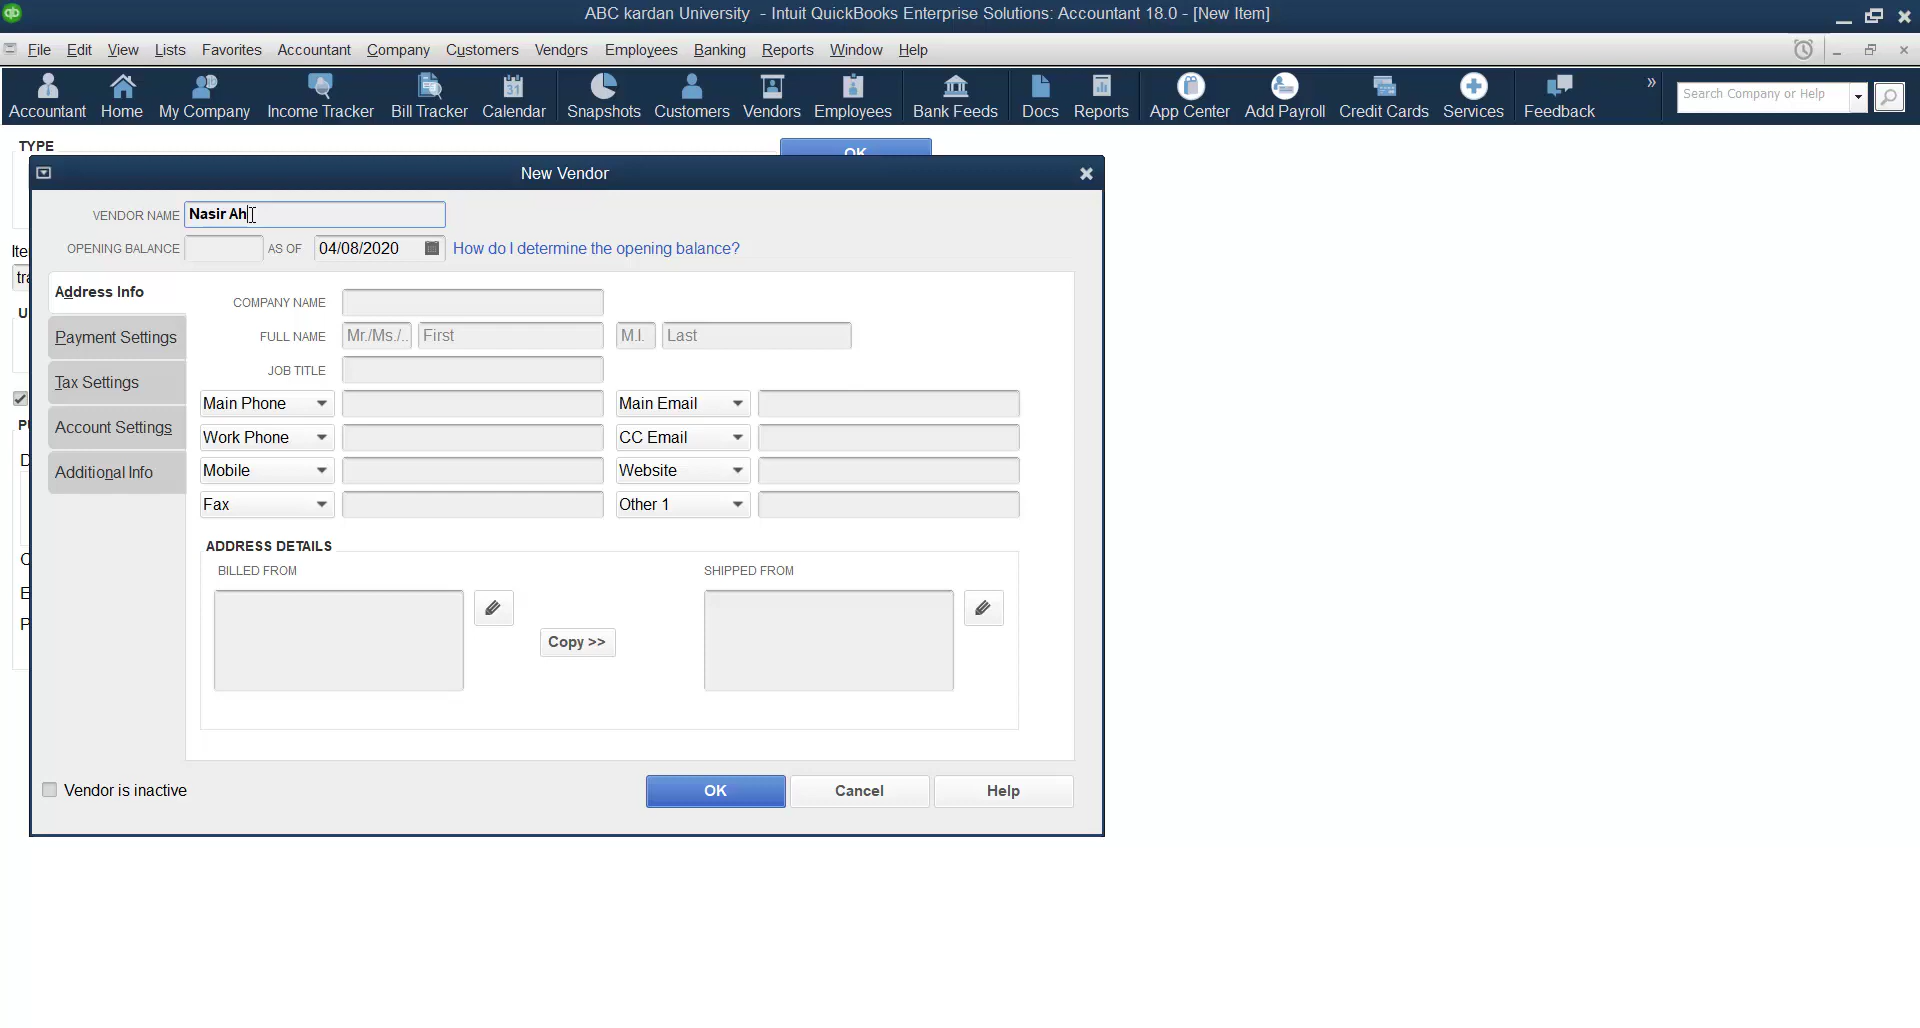 ABC kardan University - Intuit QuickBooks Enterprise Solutions: Accountant 18.0 - [New Item]
File Edit View Lists Favorites Accountant Company Customers Vendors Employees Banking Reports Window Help
Accountant Home My Company Income Tracker Bill Tracker Calendar Snapshots Customers Vendors Employees Bank Feeds Docs Reports App Center Add Payroll Credit Cards Services Feedback » Search Company or Help
TYPE
OK
New Vendor
VENDOR NAME Nasir Ah
OPENING BALANCE AS OF 04/08/2020 How do I determine the opening balance?
Address Info
Payment Settings
Tax Settings
Account Settings
Additional Info
COMPANY NAME
FULL NAME Mr./Ms./.. First M.I. Last
JOB TITLE
Main Phone Main Email
Work Phone CC Email
Mobile Website
Fax Other 1
ADDRESS DETAILS
BILLED FROM SHIPPED FROM
Copy >>
Vendor is inactive
OK Cancel Help